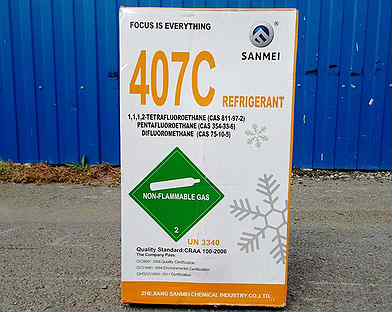 FOCUS IS EVERYTHING
SANMEI
407C REFRIGERANT
1,1,1,2-TETRAFLUOROETHANE (CAS 811-97-2)
PENTAFLUOROETHANE (CAS 354-33-6)
DIFLUOROMETHANE (CAS 75-10-5)
NON-FLAMMABLE GAS
2
UN 3340
Quality Standard:CRAA 100-2006
The Company Pass:
ZHEJIANG SANMEI CHEMICAL INDUSTRY CO.,LTD.